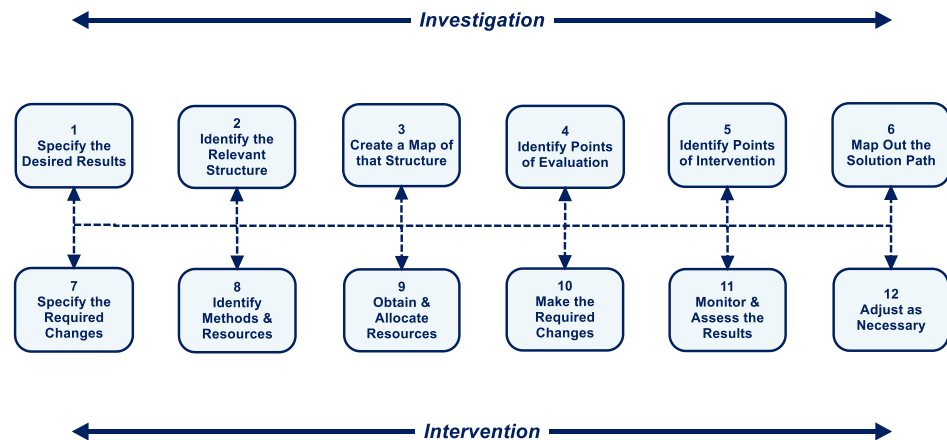 Investigation
1
Specify the
Desired Results
2
Identify the
Relevant
Structure
3
Create a Map of
that Structure
4
Identify Points
of Evaluation
5
Identify Points
of Intervention
6
Map Out the
Solution Path
7
Specify the
Required
Changes
8
Identify
Methods &
Resources
9
Obtain &
Allocate
Resources
10
Make the
Required
Changes
11
Monitor &
Assess the
Results
12
Adjust as
Necessary
Intervention